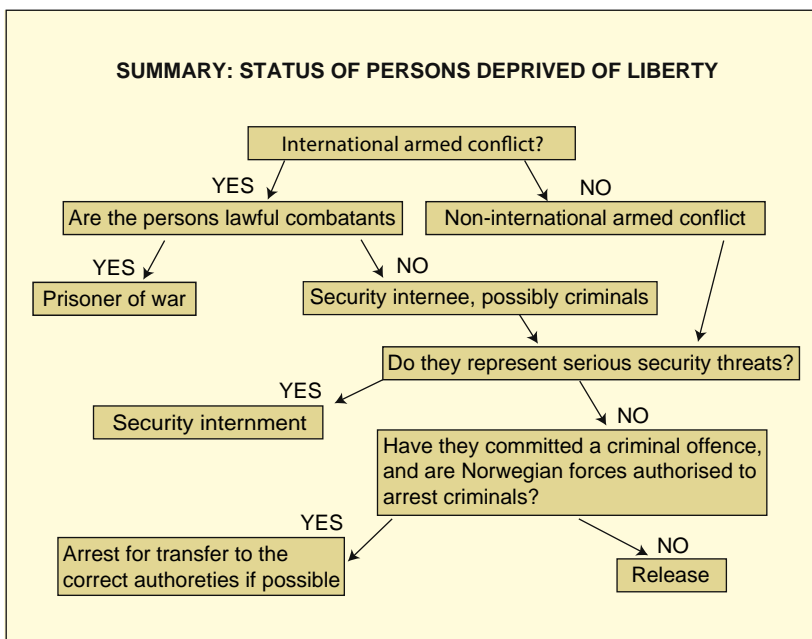 SUMMARY: STATUS OF PERSONS DEPRIVED OF LIBERTY
International armed conflict?
YES
NO
Are the persons lawful combatants
Non-international armed conflict
YES
NO
Prisoner of war
Security internee, possibly criminals
Do they represent serious security threats?
YES
Security internment
NO
Have they committed a criminal offence,
and are Norwegian forces authorised to
arrest criminals?
YES
Arrest for transfer to the
correct authoreties if possible
NO
Release